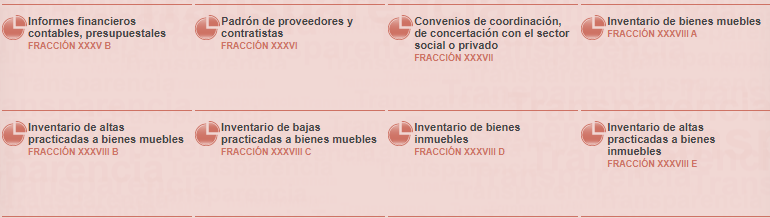 Informes financieros
contables, presupuestales
FRACCIÓN XXXV B
Padrón de proveedores y
contratistas
FRACCIÓN XXXVI
Convenios de coordinación,
de concertación con el sector
social o privado
FRACCIÓN XXXVII
Inventario de bienes muebles
FRACCIÓN XXXVIII A
Inventario de altas
practicadas a bienes muebles
FRACCIÓN XXXVIII B
Inventario de bajas
practicadas a bienes muebles
FRACCIÓN XXXVIII C
Inventario de bienes
inmuebles
FRACCIÓN XXXVIII D
Inventario de altas
practicadas a bienes
inmuebles
FRACCIÓN XXXVIII E